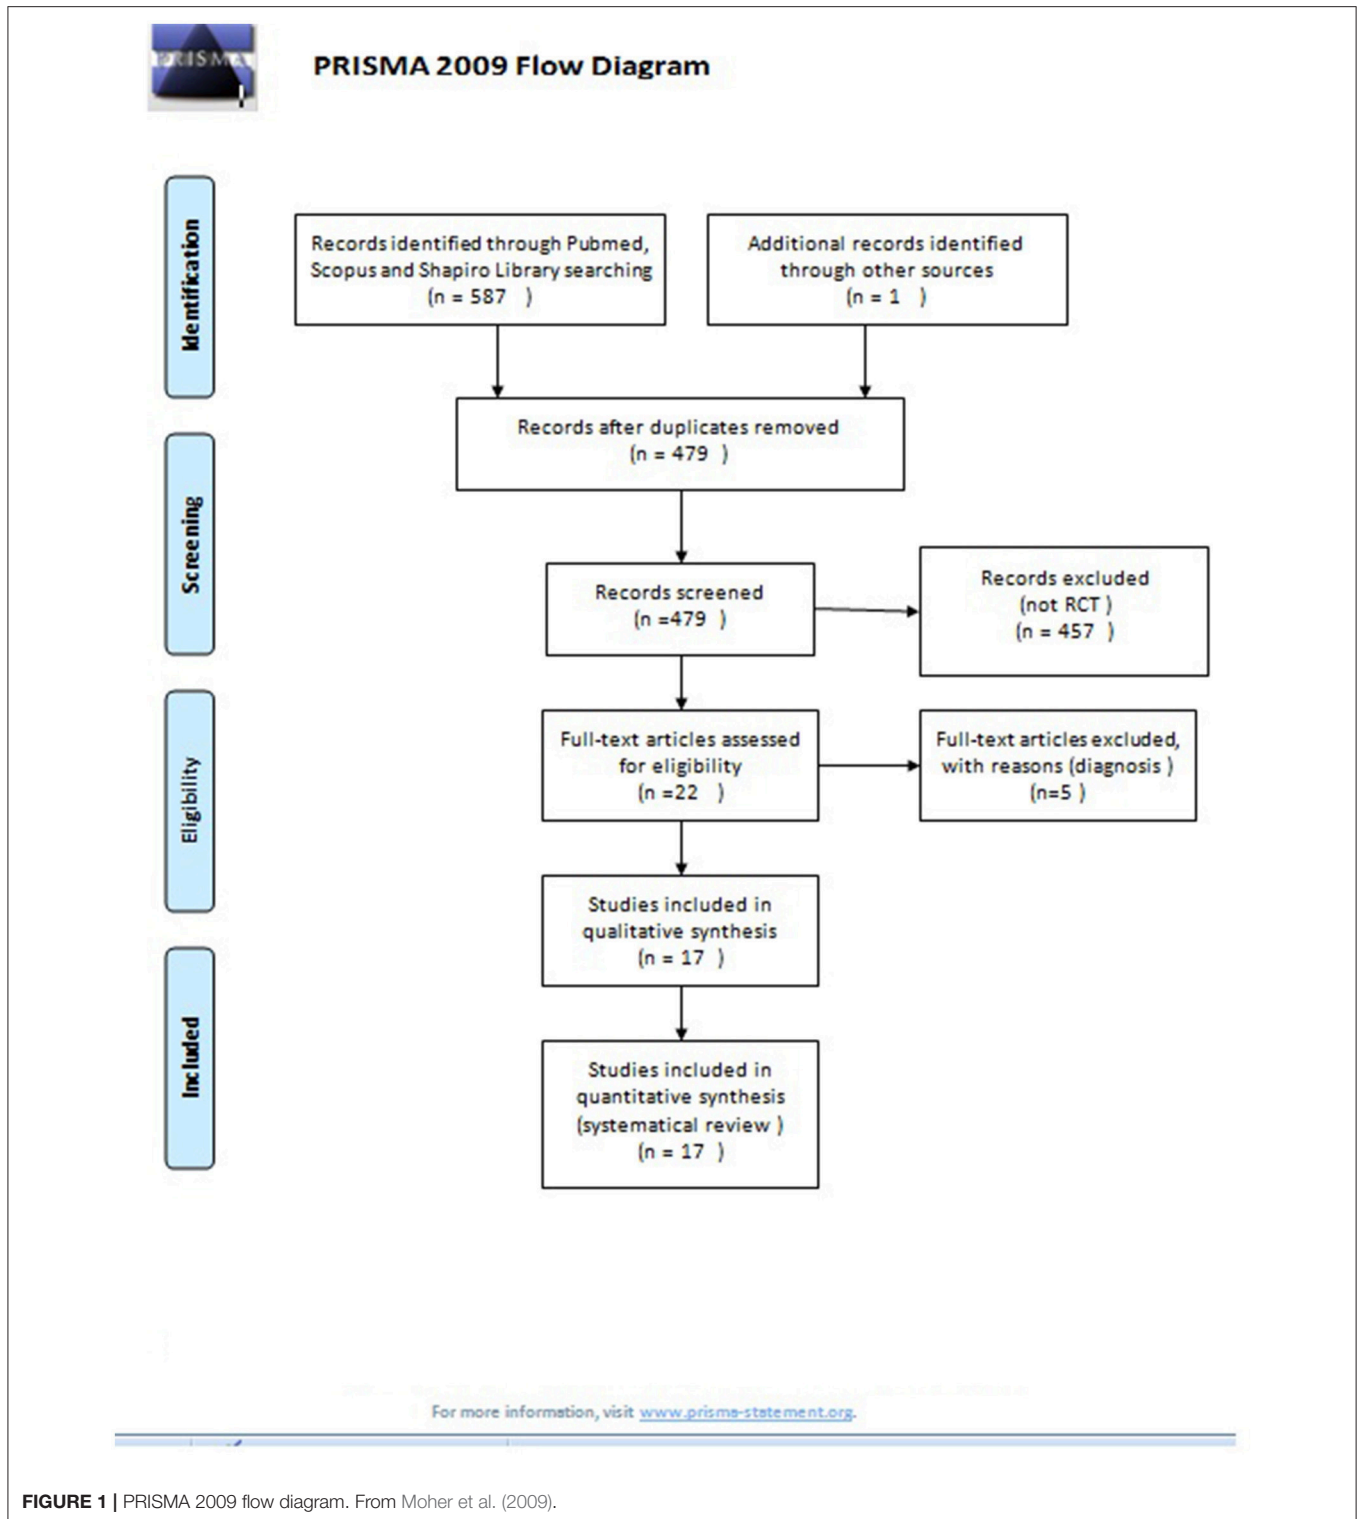 PRISMA
PRISMA 2009 Flow Diagram
Identification
Records identified through Pubmed,
Scopus and Shapiro Library searching
(n = 587 )
Additional records identified
through other sources
(n = 1 )
Records after duplicates removed
(n = 479 )
Screening
Records screened
(n =479 )
Records excluded
(not RCT )
(n = 457 )
Eligibility
Full-text articles assessed
for eligibility
(n =22 )
Full-text articles excluded,
with reasons (diagnosis )
(n=5 )
Studies included in
qualitative synthesis
(n = 17 )
Included
Studies included in
quantitative synthesis
(systematical review )
(n = 17 )
For more information, visit www.prisma-statement.org.
FIGURE 1 | PRISMA 2009 flow diagram. From Moher et al. (2009).